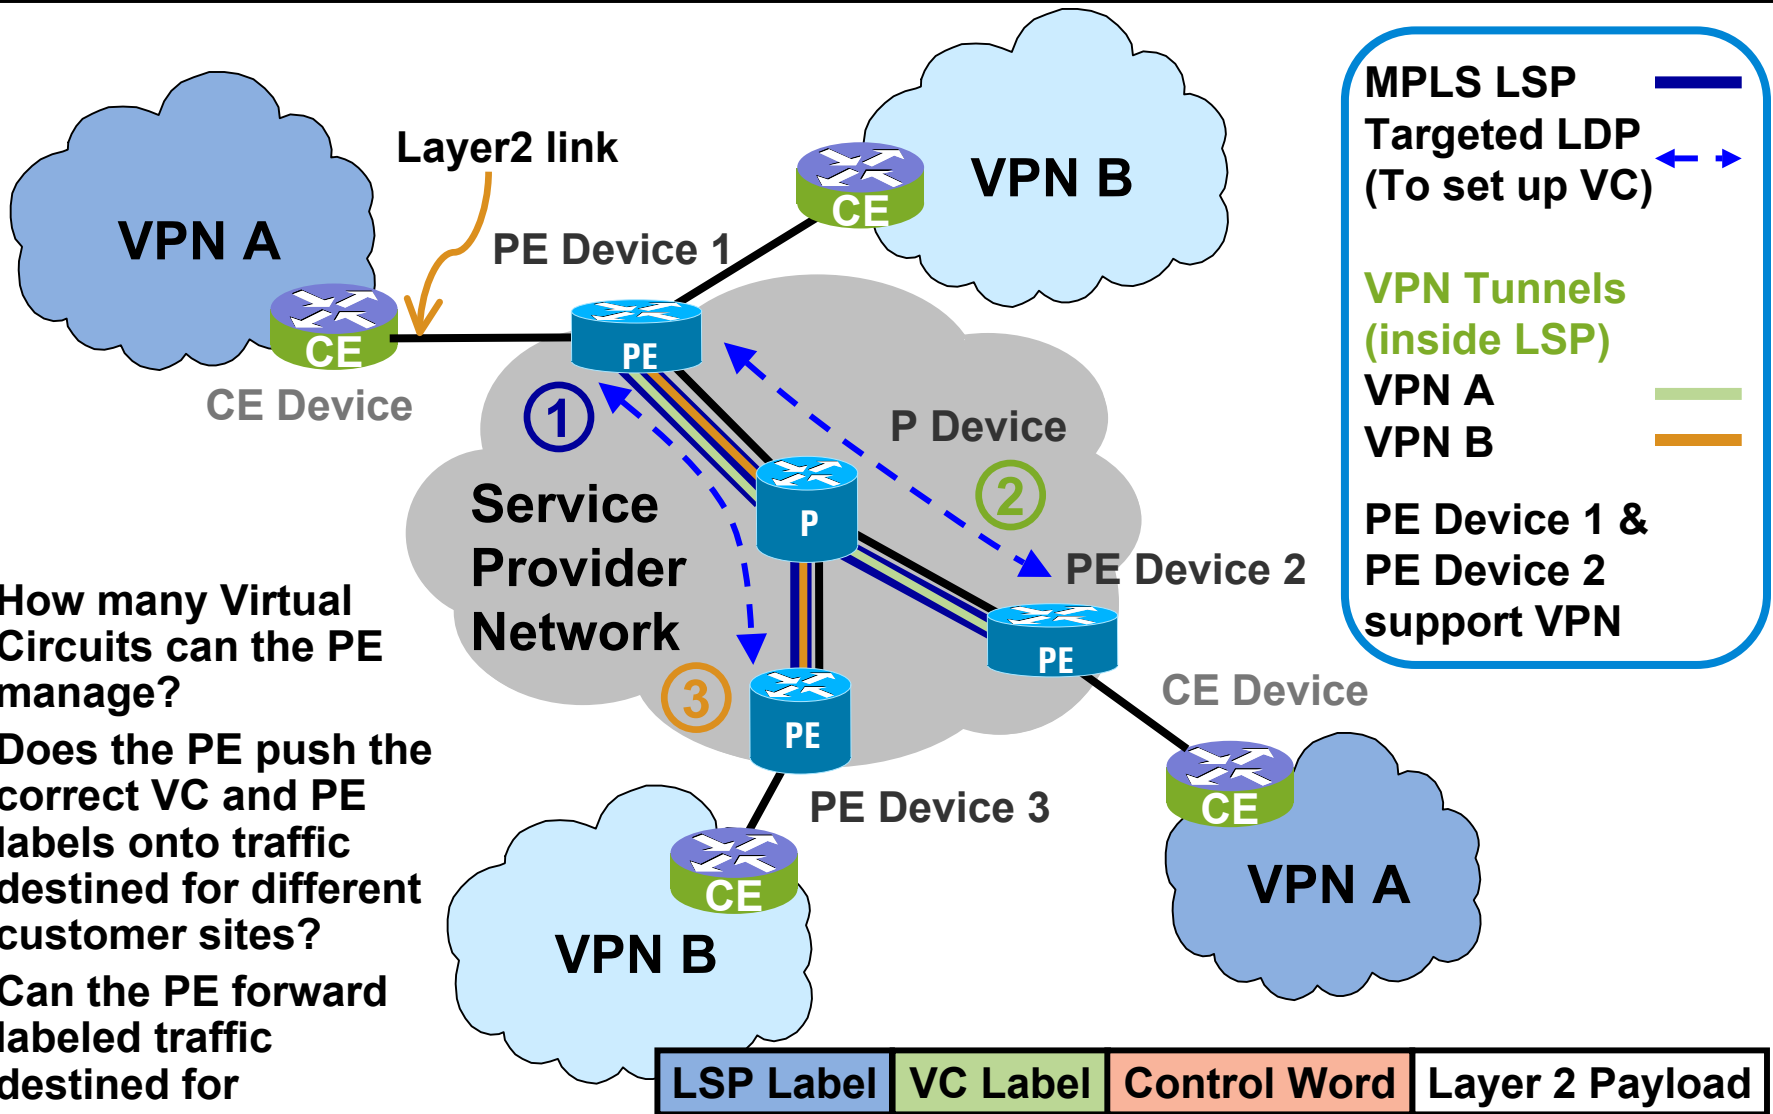 VPN A
Layer2 link
PE Device 1
CE
VPN B
CE
CE Device
PE
1
P Device
2
Service
Provider
Network
P
PE Device 2
PE
3
PE
PE Device 3
CE Device
CE
VPN A
CE
VPN B
MPLS LSP
Targeted LDP
(To set up VC)
VPN Tunnels
(inside LSP)
VPN A
VPN B
PE Device 1 &
PE Device 2
support VPN
How many Virtual
Circuits can the PE
manage?
Does the PE push the
correct VC and PE
labels onto traffic
destined for different
customer sites?
Can the PE forward
labeled traffic
destined for
LSP Label VC Label Control Word Layer 2 Payload